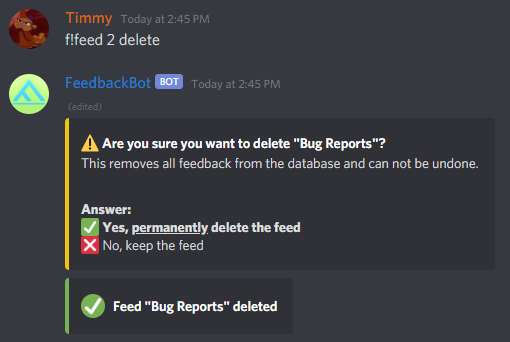 Timmy Today at 2:45 PM
f!feed 2 delete
FeedbackBot BOT Today at 2:45 PM
(edited)
⚠️ Are you sure you want to delete "Bug Reports"?
This removes all feedback from the database and can not be undone.
Answer:
✅ Yes, permanently delete the feed
❌ No, keep the feed
Feed "Bug Reports" deleted